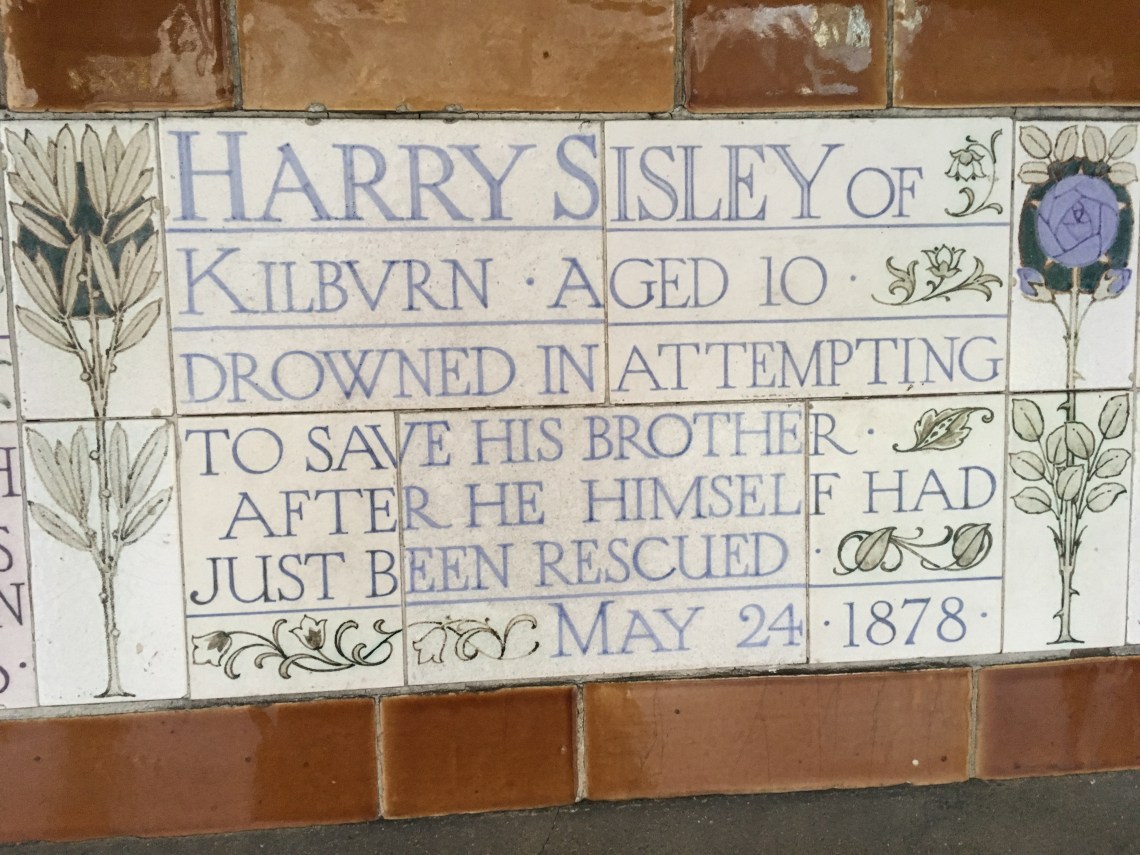 HARRY SISLEY OF
KILBVRN · AGED 10 ·
DROWNED IN ATTEMPTING
TO SAVE HIS BROTHER ·
AFTER HE HIMSELF HAD
JUST BEEN RESCUED ·
MAY 24 · 1878 ·